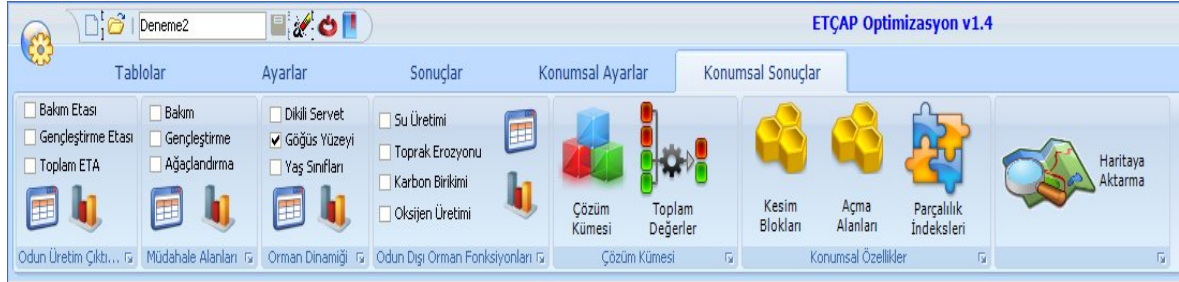 Deneme2
ETÇAP Optimizasyon v1.4
Tablolar Ayarlar Sonuçlar Konumsal Ayarlar Konumsal Sonuçlar
Bakım Etası
Gençleştirme Etası
Toplam ETA
Odun Üretim Çıktı...
Bakım
Gençleştirme
Ağaçlandırma
Müdahale Alanları
Dikili Servet
Göğüs Yüzeyi
Yaş Sınıfları
Orman Dinamiği
Su Üretimi
Toprak Erozyonu
Karbon Birikimi
Oksijen Üretimi
Odun Dışı Orman Fonksiyonları
Çözüm
Kümesi
Toplam
Değerler
Çözüm Kümesi
Kesim
Blokları
Açma
Alanları
Parçalılık
İndeksleri
Konumsal Özellikler
Haritaya
Aktarma